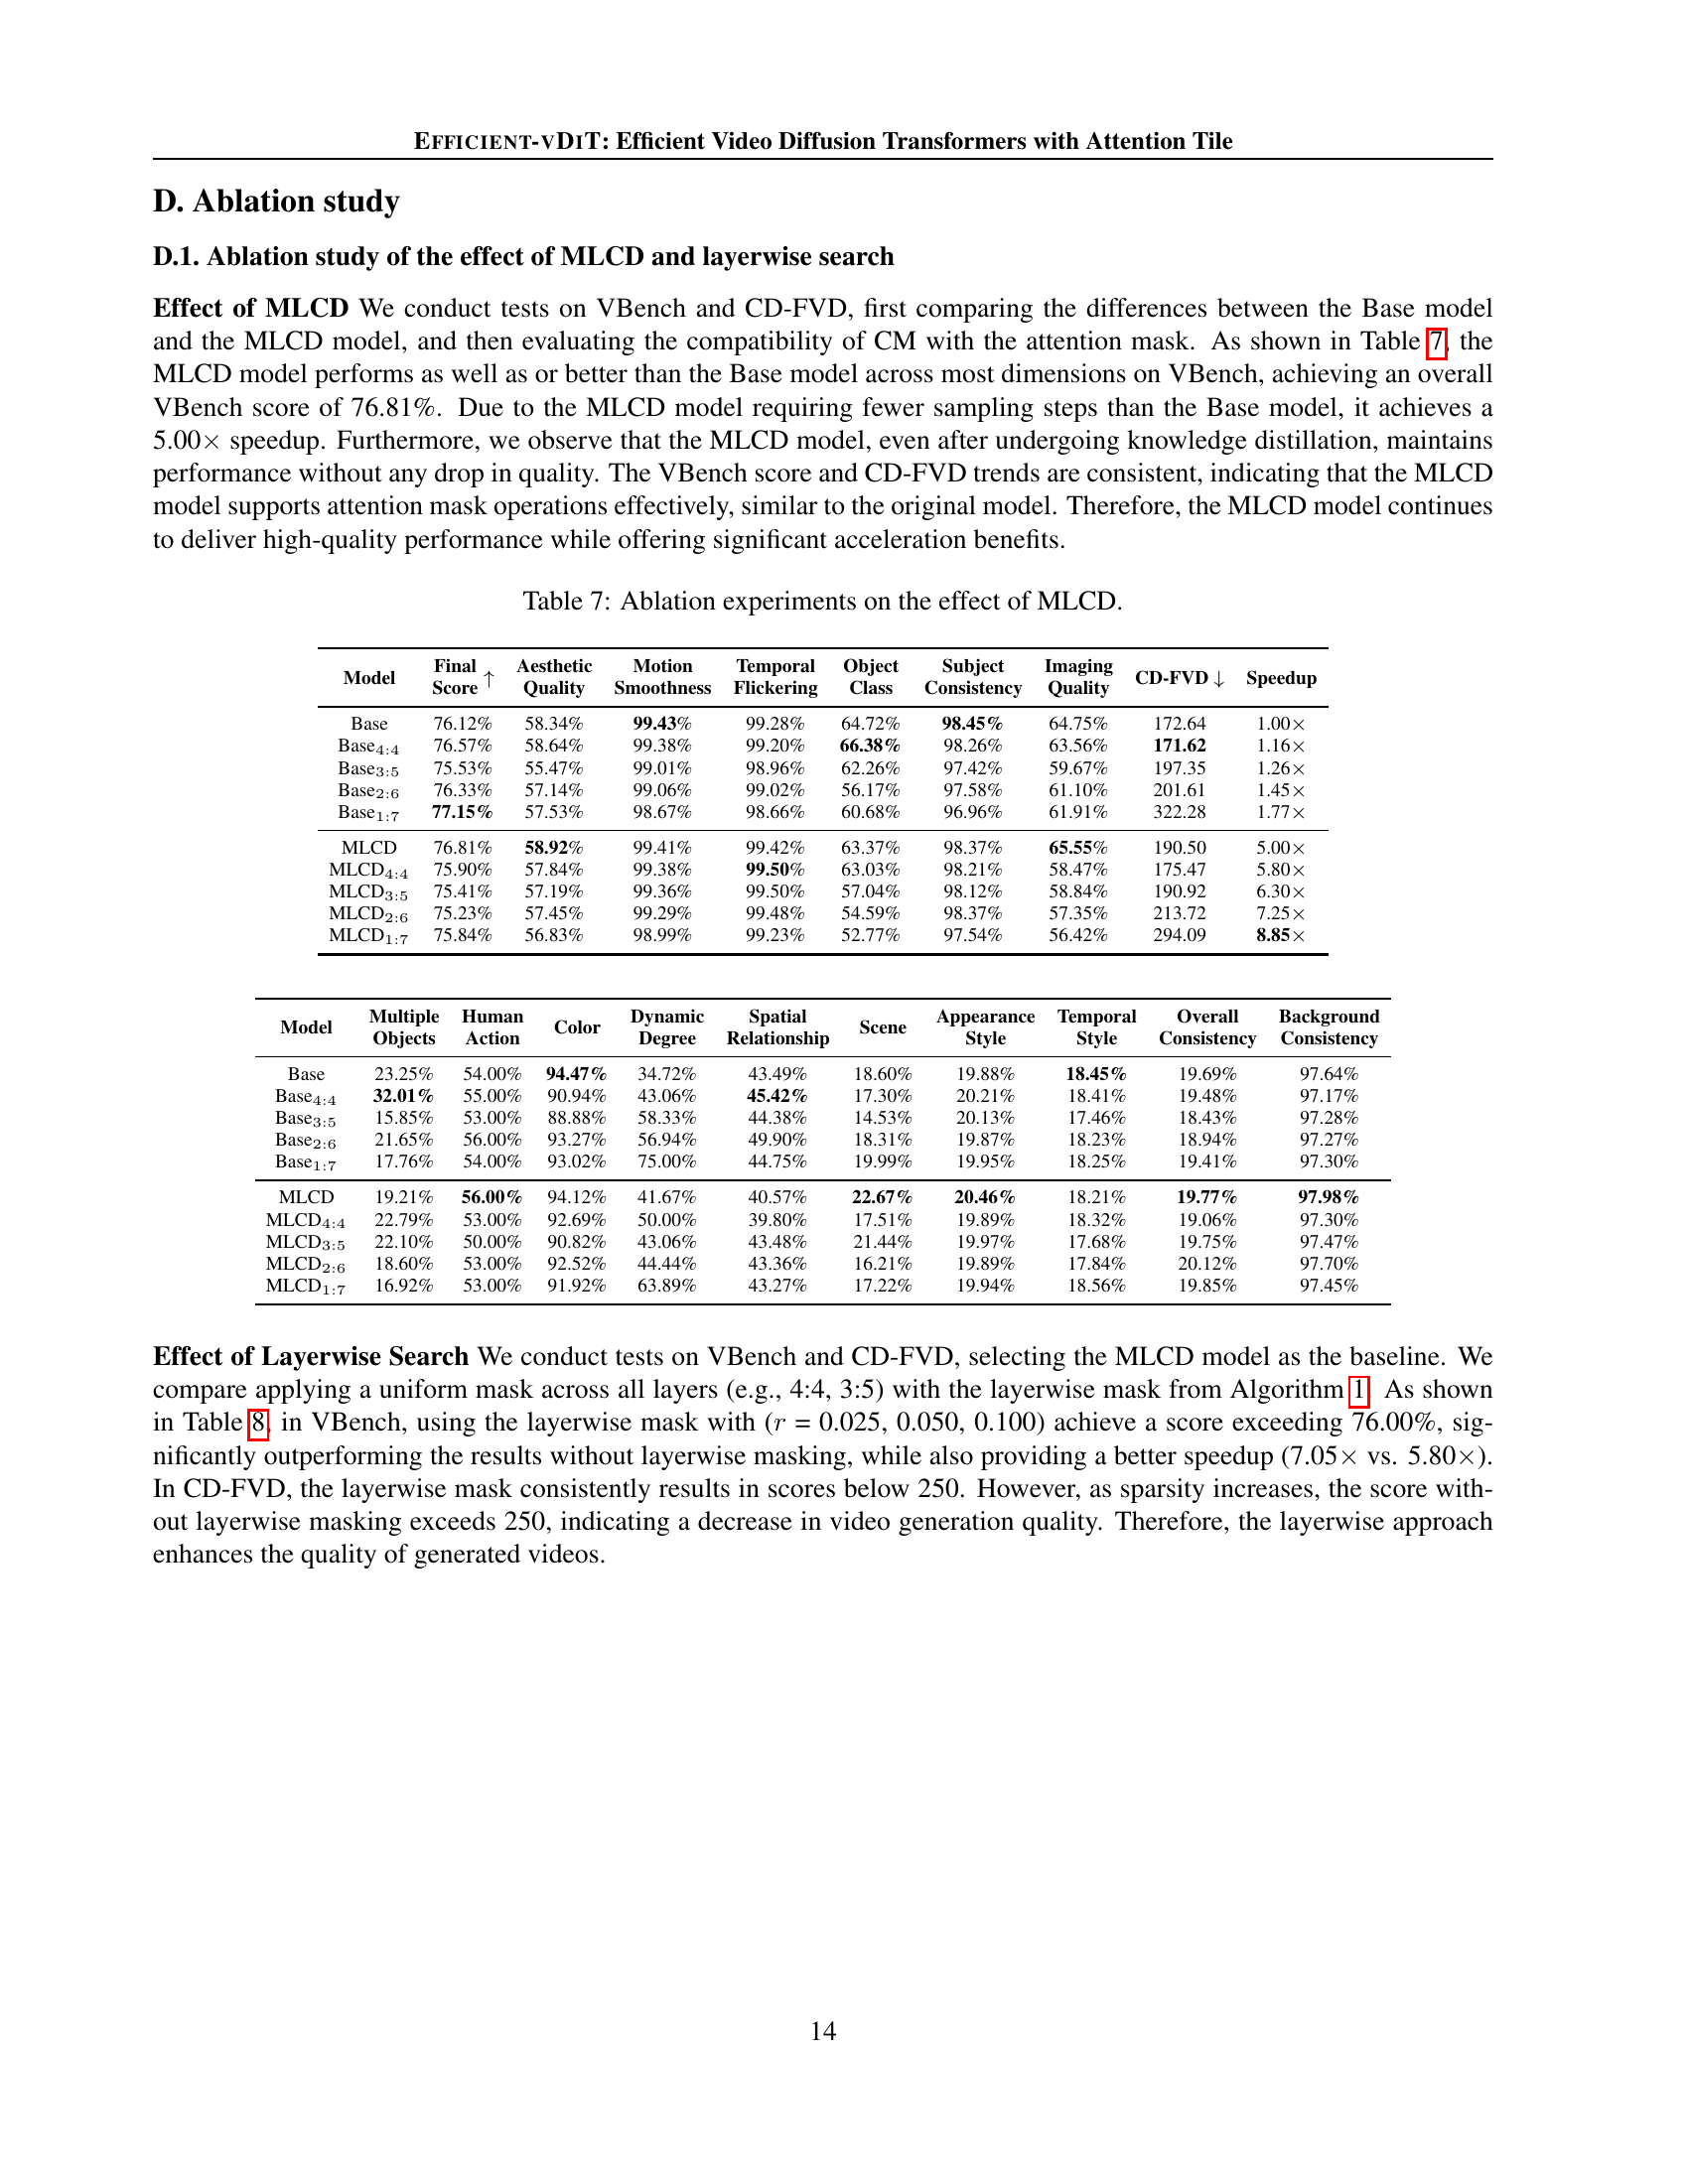 EFFICIENT-VDIT: Efficient Video Diffusion Transformers with Attention Tile
D. Ablation study
D.1. Ablation study of the effect of MLCD and layerwise search
Effect of MLCD We conduct tests on VBench and CD-FVD, first comparing the differences between the Base model
and the MLCD model, and then evaluating the compatibility of CM with the attention mask. As shown in Table 7, the
MLCD model performs as well as or better than the Base model across most dimensions on VBench, achieving an overall
VBench score of 76.81%. Due to the MLCD model requiring fewer sampling steps than the Base model, it achieves a
5.00× speedup. Furthermore, we observe that the MLCD model, even after undergoing knowledge distillation, maintains
performance without any drop in quality. The VBench score and CD-FVD trends are consistent, indicating that the MLCD
model supports attention mask operations effectively, similar to the original model. Therefore, the MLCD model continues
to deliver high-quality performance while offering significant acceleration benefits.
Table 7: Ablation experiments on the effect of MLCD.
Model Final Score ↑ Aesthetic Quality Motion Smoothness Temporal Flickering Object Class Subject Consistency Imaging Quality CD-FVD ↓ Speedup
Base 76.12% 58.34% 99.43% 99.28% 64.72% 98.45% 64.75% 172.64 1.00×
Base4:4 76.57% 58.64% 99.38% 99.20% 66.38% 98.26% 63.56% 171.62 1.16×
Base3:5 75.53% 55.47% 99.01% 98.96% 62.26% 97.42% 59.67% 197.35 1.26×
Base2:6 76.33% 57.14% 99.06% 99.02% 56.17% 97.58% 61.10% 201.61 1.45×
Base1:7 77.15% 57.53% 98.67% 98.66% 60.68% 96.96% 61.91% 322.28 1.77×
MLCD 76.81% 58.92% 99.41% 99.42% 63.37% 98.37% 65.55% 190.50 5.00×
MLCD4:4 75.90% 57.84% 99.38% 99.50% 63.03% 98.21% 58.47% 175.47 5.80×
MLCD3:5 75.41% 57.19% 99.36% 99.50% 57.04% 98.12% 58.84% 190.92 6.30×
MLCD2:6 75.23% 57.45% 99.29% 99.48% 54.59% 98.37% 57.35% 213.72 7.25×
MLCD1:7 75.84% 56.83% 98.99% 99.23% 52.77% 97.54% 56.42% 294.09 8.85×
Model Multiple Objects Human Action Color Dynamic Degree Spatial Relationship Scene Appearance Style Temporal Style Overall Consistency Background Consistency
Base 23.25% 54.00% 94.47% 34.72% 43.49% 18.60% 19.88% 18.45% 19.69% 97.64%
Base4:4 32.01% 55.00% 90.94% 43.06% 45.42% 17.30% 20.21% 18.41% 19.48% 97.17%
Base3:5 15.85% 53.00% 88.88% 58.33% 44.38% 14.53% 20.13% 17.46% 18.43% 97.28%
Base2:6 21.65% 56.00% 93.27% 56.94% 49.90% 18.31% 19.87% 18.23% 18.94% 97.27%
Base1:7 17.76% 54.00% 93.02% 75.00% 44.75% 19.99% 19.95% 18.25% 19.41% 97.30%
MLCD 19.21% 56.00% 94.12% 41.67% 40.57% 22.67% 20.46% 18.21% 19.77% 97.98%
MLCD4:4 22.79% 53.00% 92.69% 50.00% 39.80% 17.51% 19.89% 18.32% 19.06% 97.30%
MLCD3:5 22.10% 50.00% 90.82% 43.06% 43.48% 21.44% 19.97% 17.68% 19.75% 97.47%
MLCD2:6 18.60% 53.00% 92.52% 44.44% 43.36% 16.21% 19.89% 17.84% 20.12% 97.70%
MLCD1:7 16.92% 53.00% 91.92% 63.89% 43.27% 17.22% 19.94% 18.56% 19.85% 97.45%
Effect of Layerwise Search We conduct tests on VBench and CD-FVD, selecting the MLCD model as the baseline. We
compare applying a uniform mask across all layers (e.g., 4:4, 3:5) with the layerwise mask from Algorithm 1. As shown
in Table 8, in VBench, using the layerwise mask with (r = 0.025, 0.050, 0.100) achieve a score exceeding 76.00%, sig-
nificantly outperforming the results without layerwise masking, while also providing a better speedup (7.05× vs. 5.80×).
In CD-FVD, the layerwise mask consistently results in scores below 250. However, as sparsity increases, the score with-
out layerwise masking exceeds 250, indicating a decrease in video generation quality. Therefore, the layerwise approach
enhances the quality of generated videos.
14